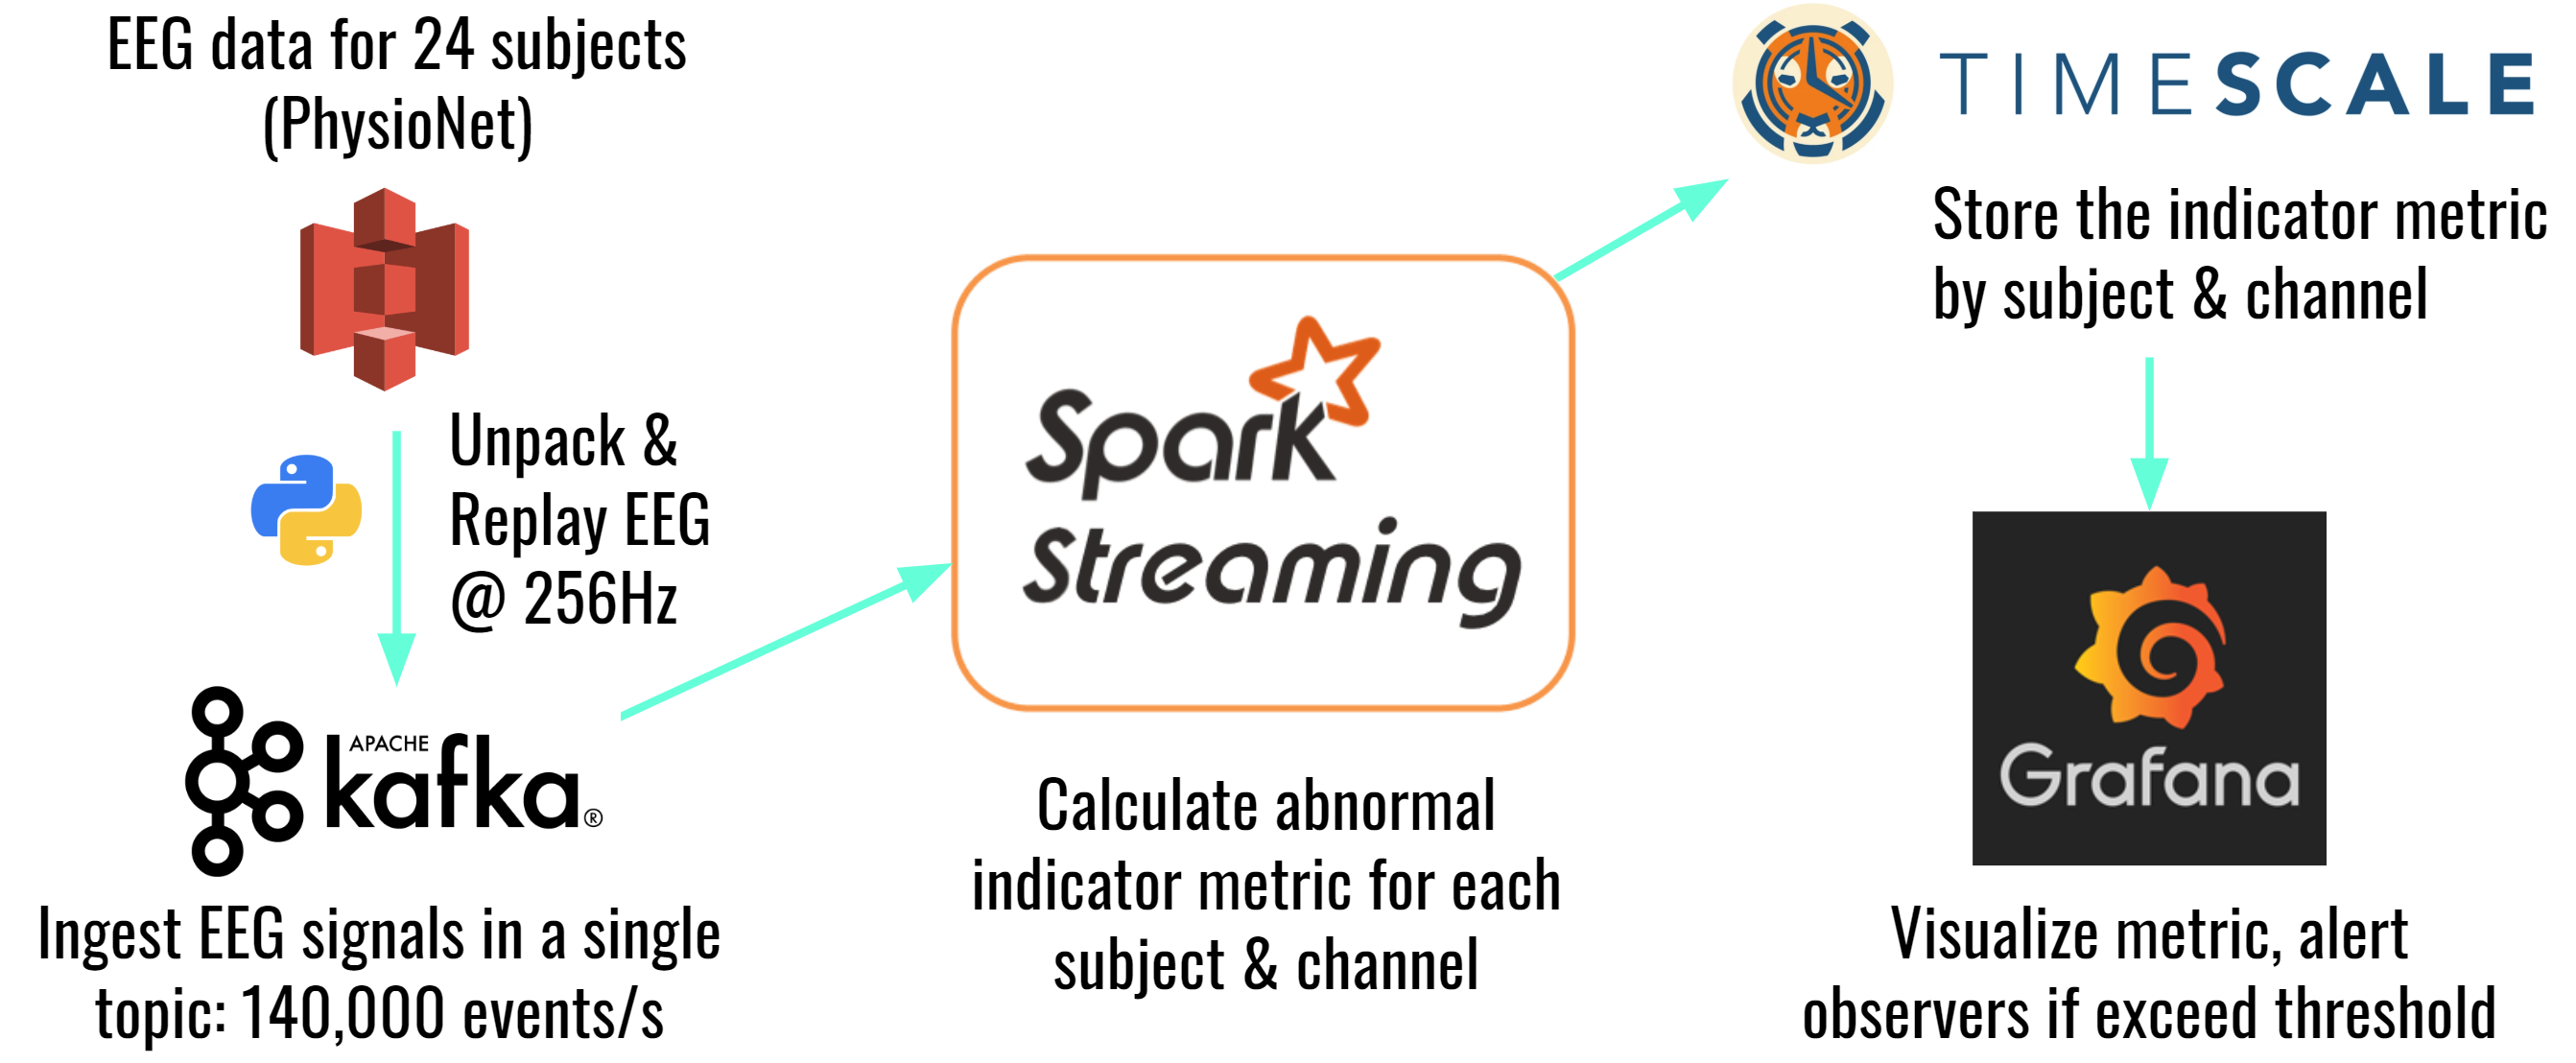 EEG data for 24 subjects
(PhysioNet)
Unpack &
Replay EEG
@ 256Hz
APACHE
kafka®
Ingest EEG signals in a single
topic: 140,000 events/s
Spark
Streaming
Calculate abnormal
indicator metric for each
subject & channel
TIMESCALE
Store the indicator metric
by subject & channel
Grafana
Visualize metric, alert
observers if exceed threshold